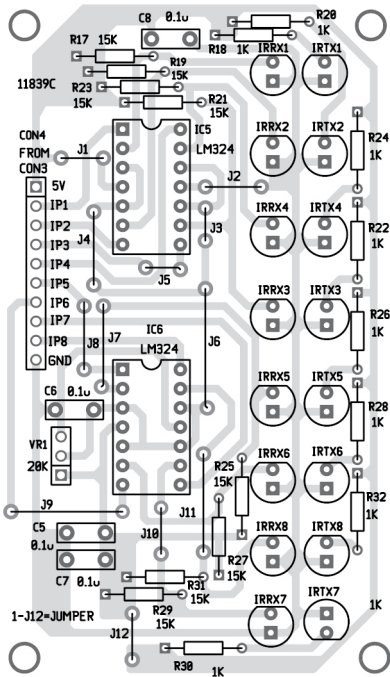 C8 0.1u
R20
1K
R17 15K
R18 1K
IRRX1 IRTX1
R19
15K
11839C
R23
15K
R21
15K
CON4
FROM
CON3
IC5
LM324
IRRX2 IRTX2
R24
1K
J1
J2
5V
IP1
IP2
IP3
IP4
IP5
IP6
IP7
IP8
GND
J3
J4
IRRX4 IRTX4
R22
1K
J5
IRRX3 IRTX3
R26
1K
J8
J7
IC6
LM324
J6
IRRX5 IRTX5
R28
1K
C6 0.1u
VR1
20K
R25
15K
IRRX6 IRTX6
R32
1K
J9
J11
C5
0.1u
J10
IRRX8 IRTX8
C7 0.1u
R27
15K
R31
15K
R29
15K
IRRX7 IRTX7
1K
1-J12=JUMPER
J12
R30
1K